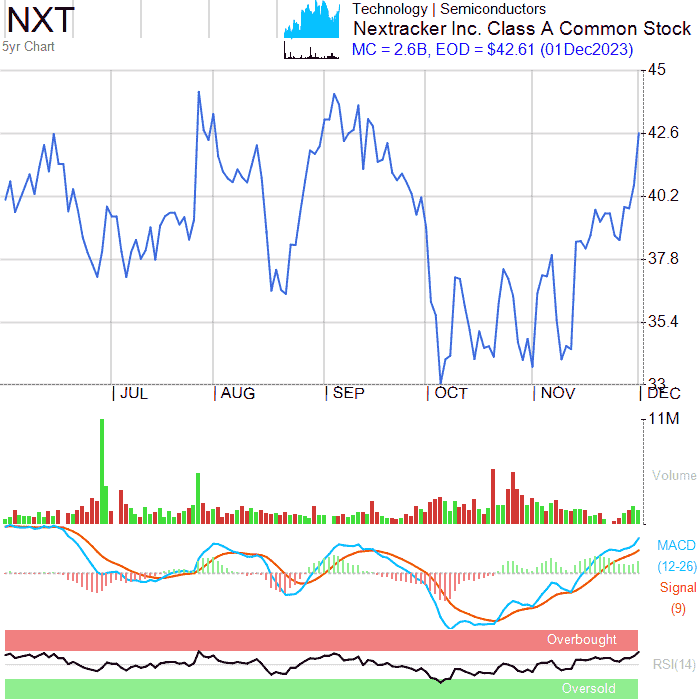 NXT
5yr Chart
Technology | Semiconductors
Nextracker Inc. Class A Common Stock
MC = 2.6B, EOD = $42.61 (01Dec2023)
45
42.6
40.2
37.8
35.4
33
| JUL | AUG | SEP | OCT | NOV | DEC
11M
Volume
MACD
(12-26)
Signal
(9)
Overbought
RSI(14)
Oversold